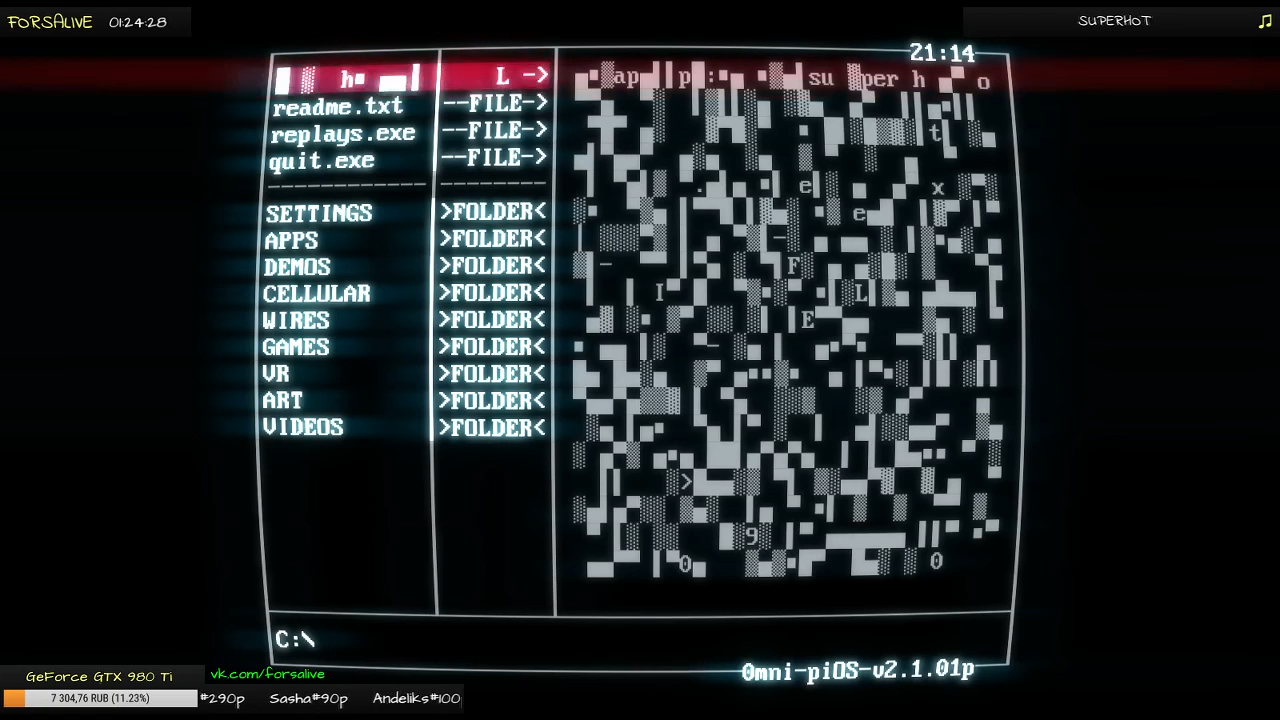 FORSALIVE 01:24:28
SUPERHOT
21:14
L ->
readme.txt --FILE->
replays.exe --FILE->
quit.exe --FILE->
SETTINGS >FOLDER<
APPS >FOLDER<
DEMOS >FOLDER<
CELLULAR >FOLDER<
WIRES >FOLDER<
GAMES >FOLDER<
VR >FOLDER<
ART >FOLDER<
VIDEOS >FOLDER<
C:\
0mni-piOS-v2.1.01p
GeForce GTX 980 Ti vk.com/forsalive
7 304,76 RUB (11.23%) #290p Sasha#90p Andeliks#100